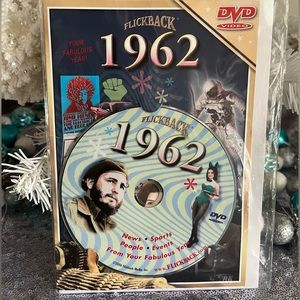 FLICKBACK
DVD
VIDEO
1962
YOUR
FABULOUS
YEAR!
FLICKBACK
1962
DVD
News • Sports
People • Events
From Your Fabulous Year
www.FLICKBACK.